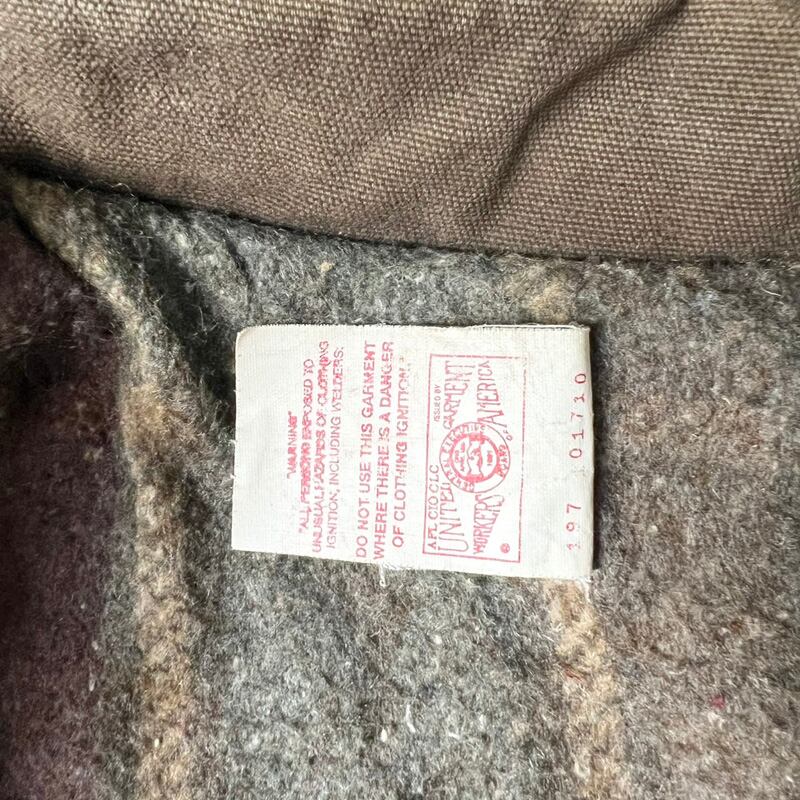 "WARNING"
"ALL PERSONS EXPOSED TO
UNUSUAL HAZARDS OF CLOTHING
IGNITION, INCLUDING WELDERS:
DO NOT USE THIS GARMENT
WHERE THERE IS A DANGER
OF CLOTHING IGNITION."
AFL CIO CLC
ISSUED BY
UNITED GARMENT
WORKERS OF AMERICA
®
197 101710